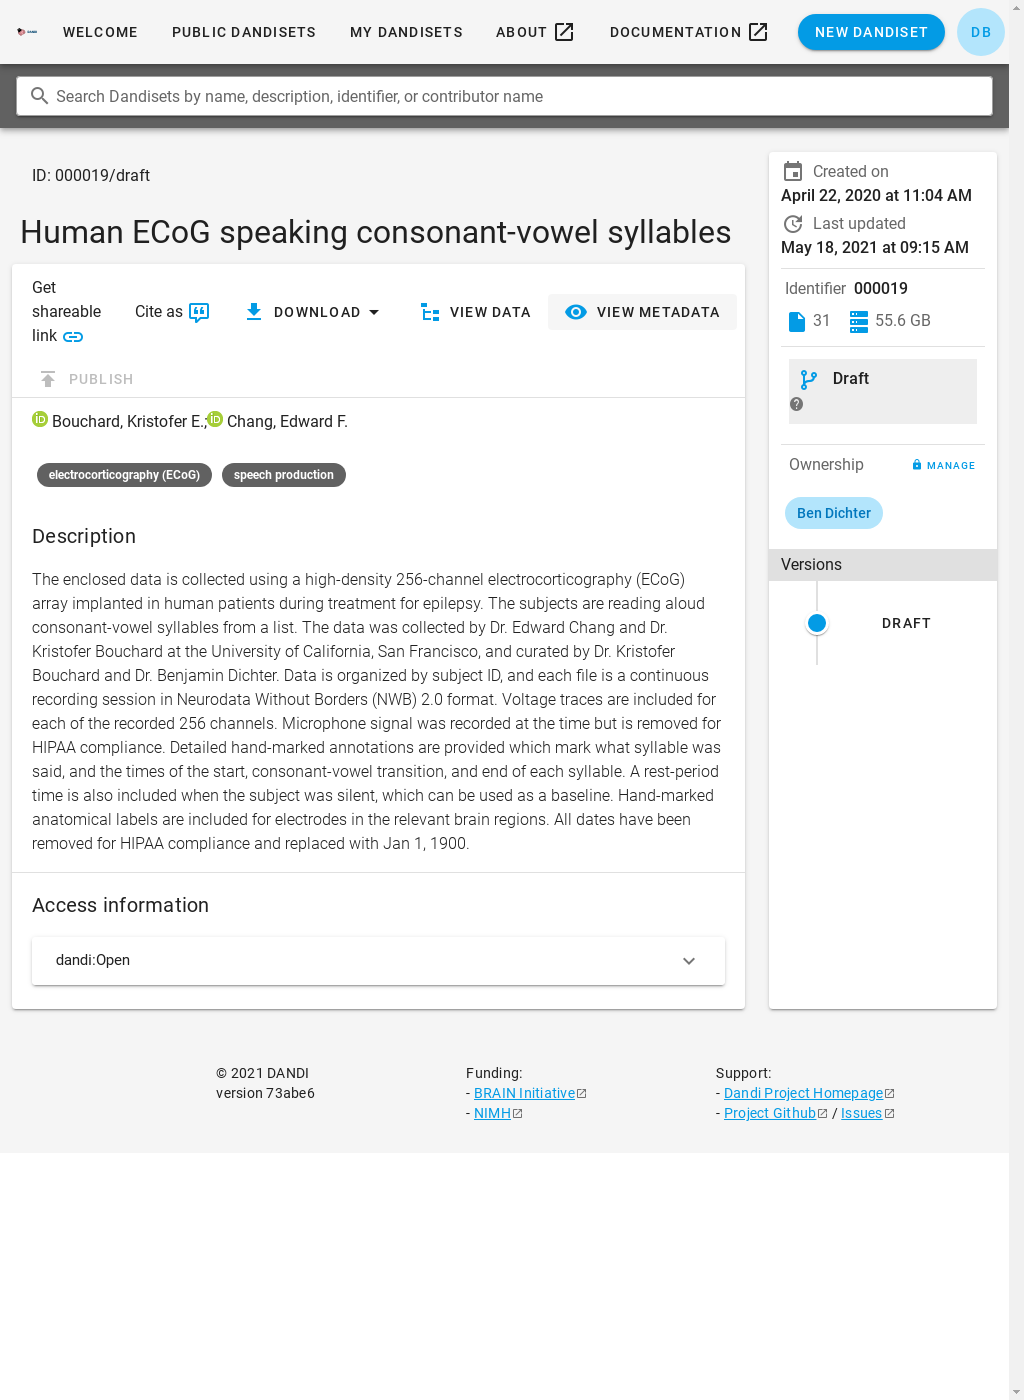 WELCOME PUBLIC DANDISETS MY DANDISETS ABOUT DOCUMENTATION NEW DANDISET DB
Search Dandisets by name, description, identifier, or contributor name
ID: 000019/draft
Human ECoG speaking consonant-vowel syllables
Get
shareable
link
Cite as
DOWNLOAD
VIEW DATA
VIEW METADATA
PUBLISH
Bouchard, Kristofer E.; Chang, Edward F.
electrocorticography (ECoG) speech production
Description
The enclosed data is collected using a high-density 256-channel electrocorticography (ECoG)
array implanted in human patients during treatment for epilepsy. The subjects are reading aloud
consonant-vowel syllables from a list. The data was collected by Dr. Edward Chang and Dr.
Kristofer Bouchard at the University of California, San Francisco, and curated by Dr. Kristofer
Bouchard and Dr. Benjamin Dichter. Data is organized by subject ID, and each file is a continuous
recording session in Neurodata Without Borders (NWB) 2.0 format. Voltage traces are included for
each of the recorded 256 channels. Microphone signal was recorded at the time but is removed for
HIPAA compliance. Detailed hand-marked annotations are provided which mark what syllable was
said, and the times of the start, consonant-vowel transition, and end of each syllable. A rest-period
time is also included when the subject was silent, which can be used as a baseline. Hand-marked
anatomical labels are included for electrodes in the relevant brain regions. All dates have been
removed for HIPAA compliance and replaced with Jan 1, 1900.
Access information
dandi:Open
Created on
April 22, 2020 at 11:04 AM
Last updated
May 18, 2021 at 09:15 AM
Identifier 000019
31 55.6 GB
Draft
Ownership MANAGE
Ben Dichter
Versions
DRAFT
© 2021 DANDI
version 73abe6
Funding:
- BRAIN Initiative
- NIMH
Support:
- Dandi Project Homepage
- Project Github / Issues